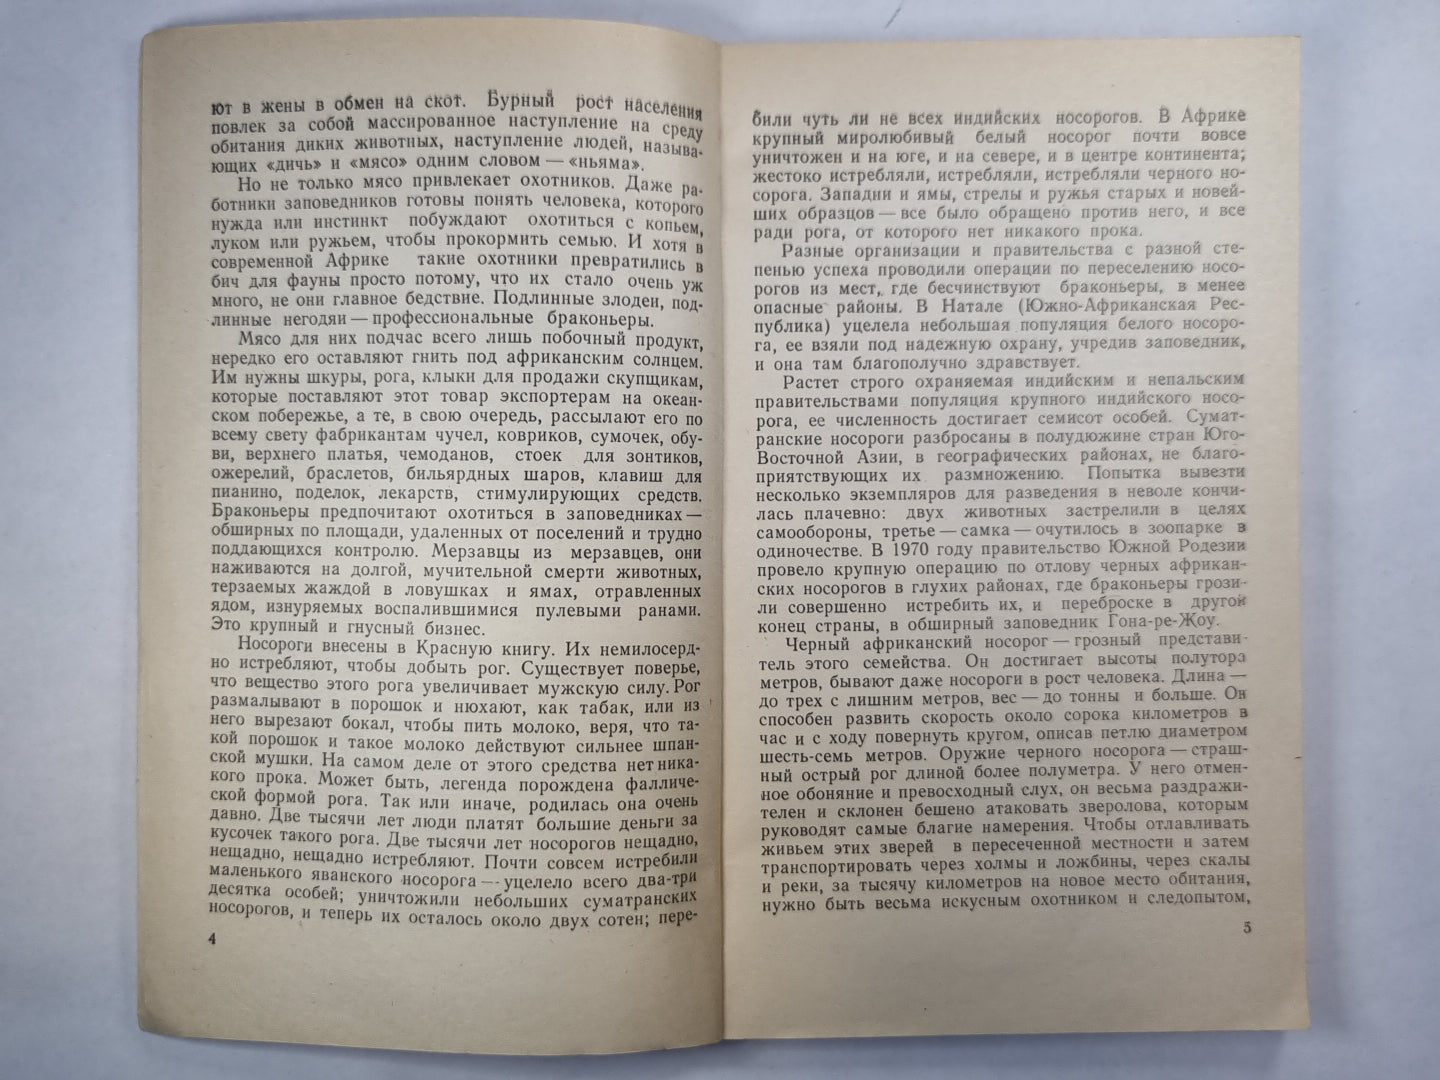 ют в жены в обмен на скот. Бурный рост населения
повлек за собой массированное наступление на среду
обитания диких животных, наступление людей, называ-
ющих «дичь» и «мясо» одним словом — «ньяма».
Но не только мясо привлекает охотников. Даже ра-
ботники заповедников готовы понять человека, которого
нужда или инстинкт побуждают охотиться с копьем,
луком или ружьем, чтобы прокормить семью. И хотя в
современной Африке такие охотники превратились в
бич для фауны просто потому, что их стало очень уж
много, не они главное бедствие. Подлинные злодеи, под-
линные негодяи — профессиональные браконьеры.
Мясо для них подчас всего лишь побочный продукт,
нередко его оставляют гнить под африканским солнцем.
Им нужны шкуры, рога, клыки для продажи скупщикам,
которые поставляют этот товар экспортерам на океан-
ском побережье, а те, в свою очередь, рассылают его по
всему свету фабрикантам чучел, ковриков, сумочек, обу-
ви, верхнего платья, чемоданов, стоек для зонтиков,
ожерелий, браслетов, бильярдных шаров, клавиш для
пианино, поделок, лекарств, стимулирующих средств.
Браконьеры предпочитают охотиться в заповедниках —
обширных по площади, удаленных от поселений и трудно
поддающихся контролю. Мерзавцы из мерзавцев, они
наживаются на долгой, мучительной смерти животных,
терзаемых жаждой в ловушках и ямах, отравленных
ядом, изнуряемых воспалившимися пулевыми ранами.
Это крупный и гнусный бизнес.
Носороги внесены в Красную книгу. Их немилосерд-
но истребляют, чтобы добыть рог. Существует поверье,
что вещество этого рога увеличивает мужскую силу. Рог
размалывают в порошок и нюхают, как табак, или из
него вырезают бокал, чтобы пить молоко, веря, что та-
кой порошок и такое молоко действуют сильнее шпан-
ской мушки. На самом деле от этого средства нет ника-
кого прока. Может быть, легенда порождена фалличе-
ской формой рога. Так или иначе, родилась она очень
давно. Две тысячи лет люди платят большие деньги за
кусочек такого рога. Две тысячи лет носорогов нещадно,
нещадно, нещадно истребляют. Почти совсем истребили
маленького яванского носорога — уцелело всего два-три
десятка особей; уничтожили небольших суматранских
носорогов, и теперь их осталось около двух сотен; пере-
4
били чуть ли не всех индийских носорогов. В Африке
крупный миролюбивый белый носорог почти вовсе
уничтожен и на юге, и на севере, и в центре континента;
жестоко истребляли, истребляли, истребляли черного но-
сорога. Западни и ямы, стрелы и ружья старых и новей-
ших образцов — все было обращено против него, и все
ради рога, от которого нет никакого прока.
Разные организации и правительства с разной сте-
пенью успеха проводили операции по переселению носо-
рогов из мест, где бесчинствуют браконьеры, в менее
опасные районы. В Натале (Южно-Африканская Рес-
публика) уцелела небольшая популяция белого носоро-
га, ее взяли под надежную охрану, учредив заповедник,
и она там благополучно здравствует.
Растет строго охраняемая индийским и непальским
правительствами популяция крупного индийского носо-
рога, ее численность достигает семисот особей. Сумат-
ранские носороги разбросаны в полудюжине стран Юго-
Восточной Азии, в географических районах, не благо-
приятствующих их размножению. Попытка вывезти
несколько экземпляров для разведения в неволе кончи-
лась плачевно: двух животных застрелили в целях
самообороны, третье — самка — очутилось в зоопарке в
одиночестве. В 1970 году правительство Южной Родезии
провело крупную операцию по отлову черных африкан-
ских носорогов в глухих районах, где браконьеры грози-
ли совершенно истребить их, и переброске в другой
конец страны, в обширный заповедник Гона-ре-Жоу.
Черный африканский носорог — грозный представи-
тель этого семейства. Он достигает высоты полутора
метров, бывают даже носороги в рост человека. Длина —
до трех с лишним метров, вес — до тонны и больше. Он
способен развить скорость около сорока километров в
час и с ходу повернуть кругом, описав петлю диаметром
шесть-семь метров. Оружие черного носорога — страш-
ный острый рог длиной более полуметра. У него отмен-
ное обоняние и превосходный слух, он весьма раздражи-
телен и склонен бешено атаковать зверолова, которым
руководят самые благие намерения. Чтобы отлавливать
живьем этих зверей в пересеченной местности и затем
транспортировать через холмы и ложбины, через скалы
и реки, за тысячу километров на новое место обитания,
нужно быть весьма искусным охотником и следопытом,
5